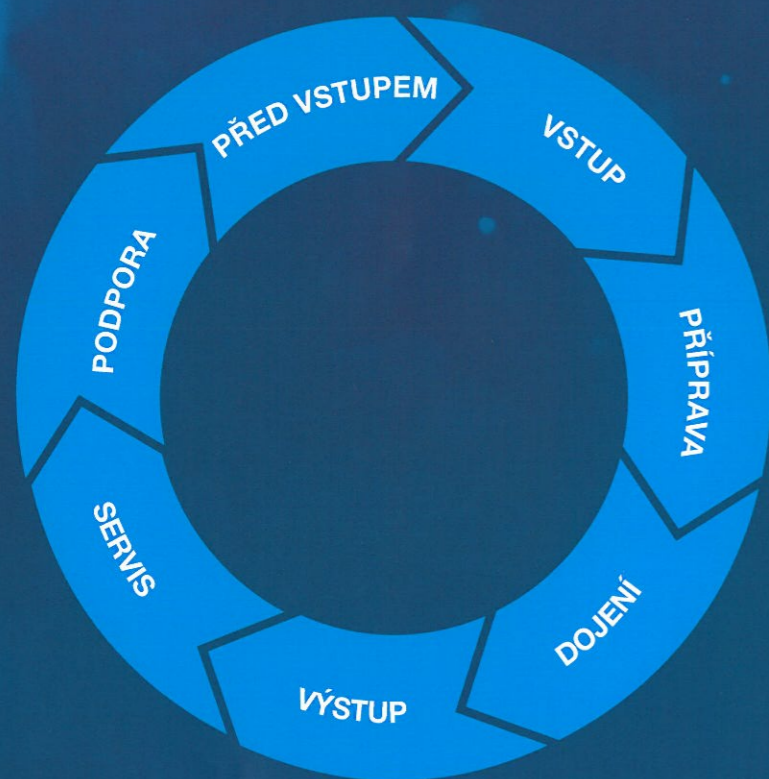 PŘED VSTUPEM
VSTUP
PŘÍPRAVA
DOJENÍ
VÝSTUP
SERVIS
PODPORA